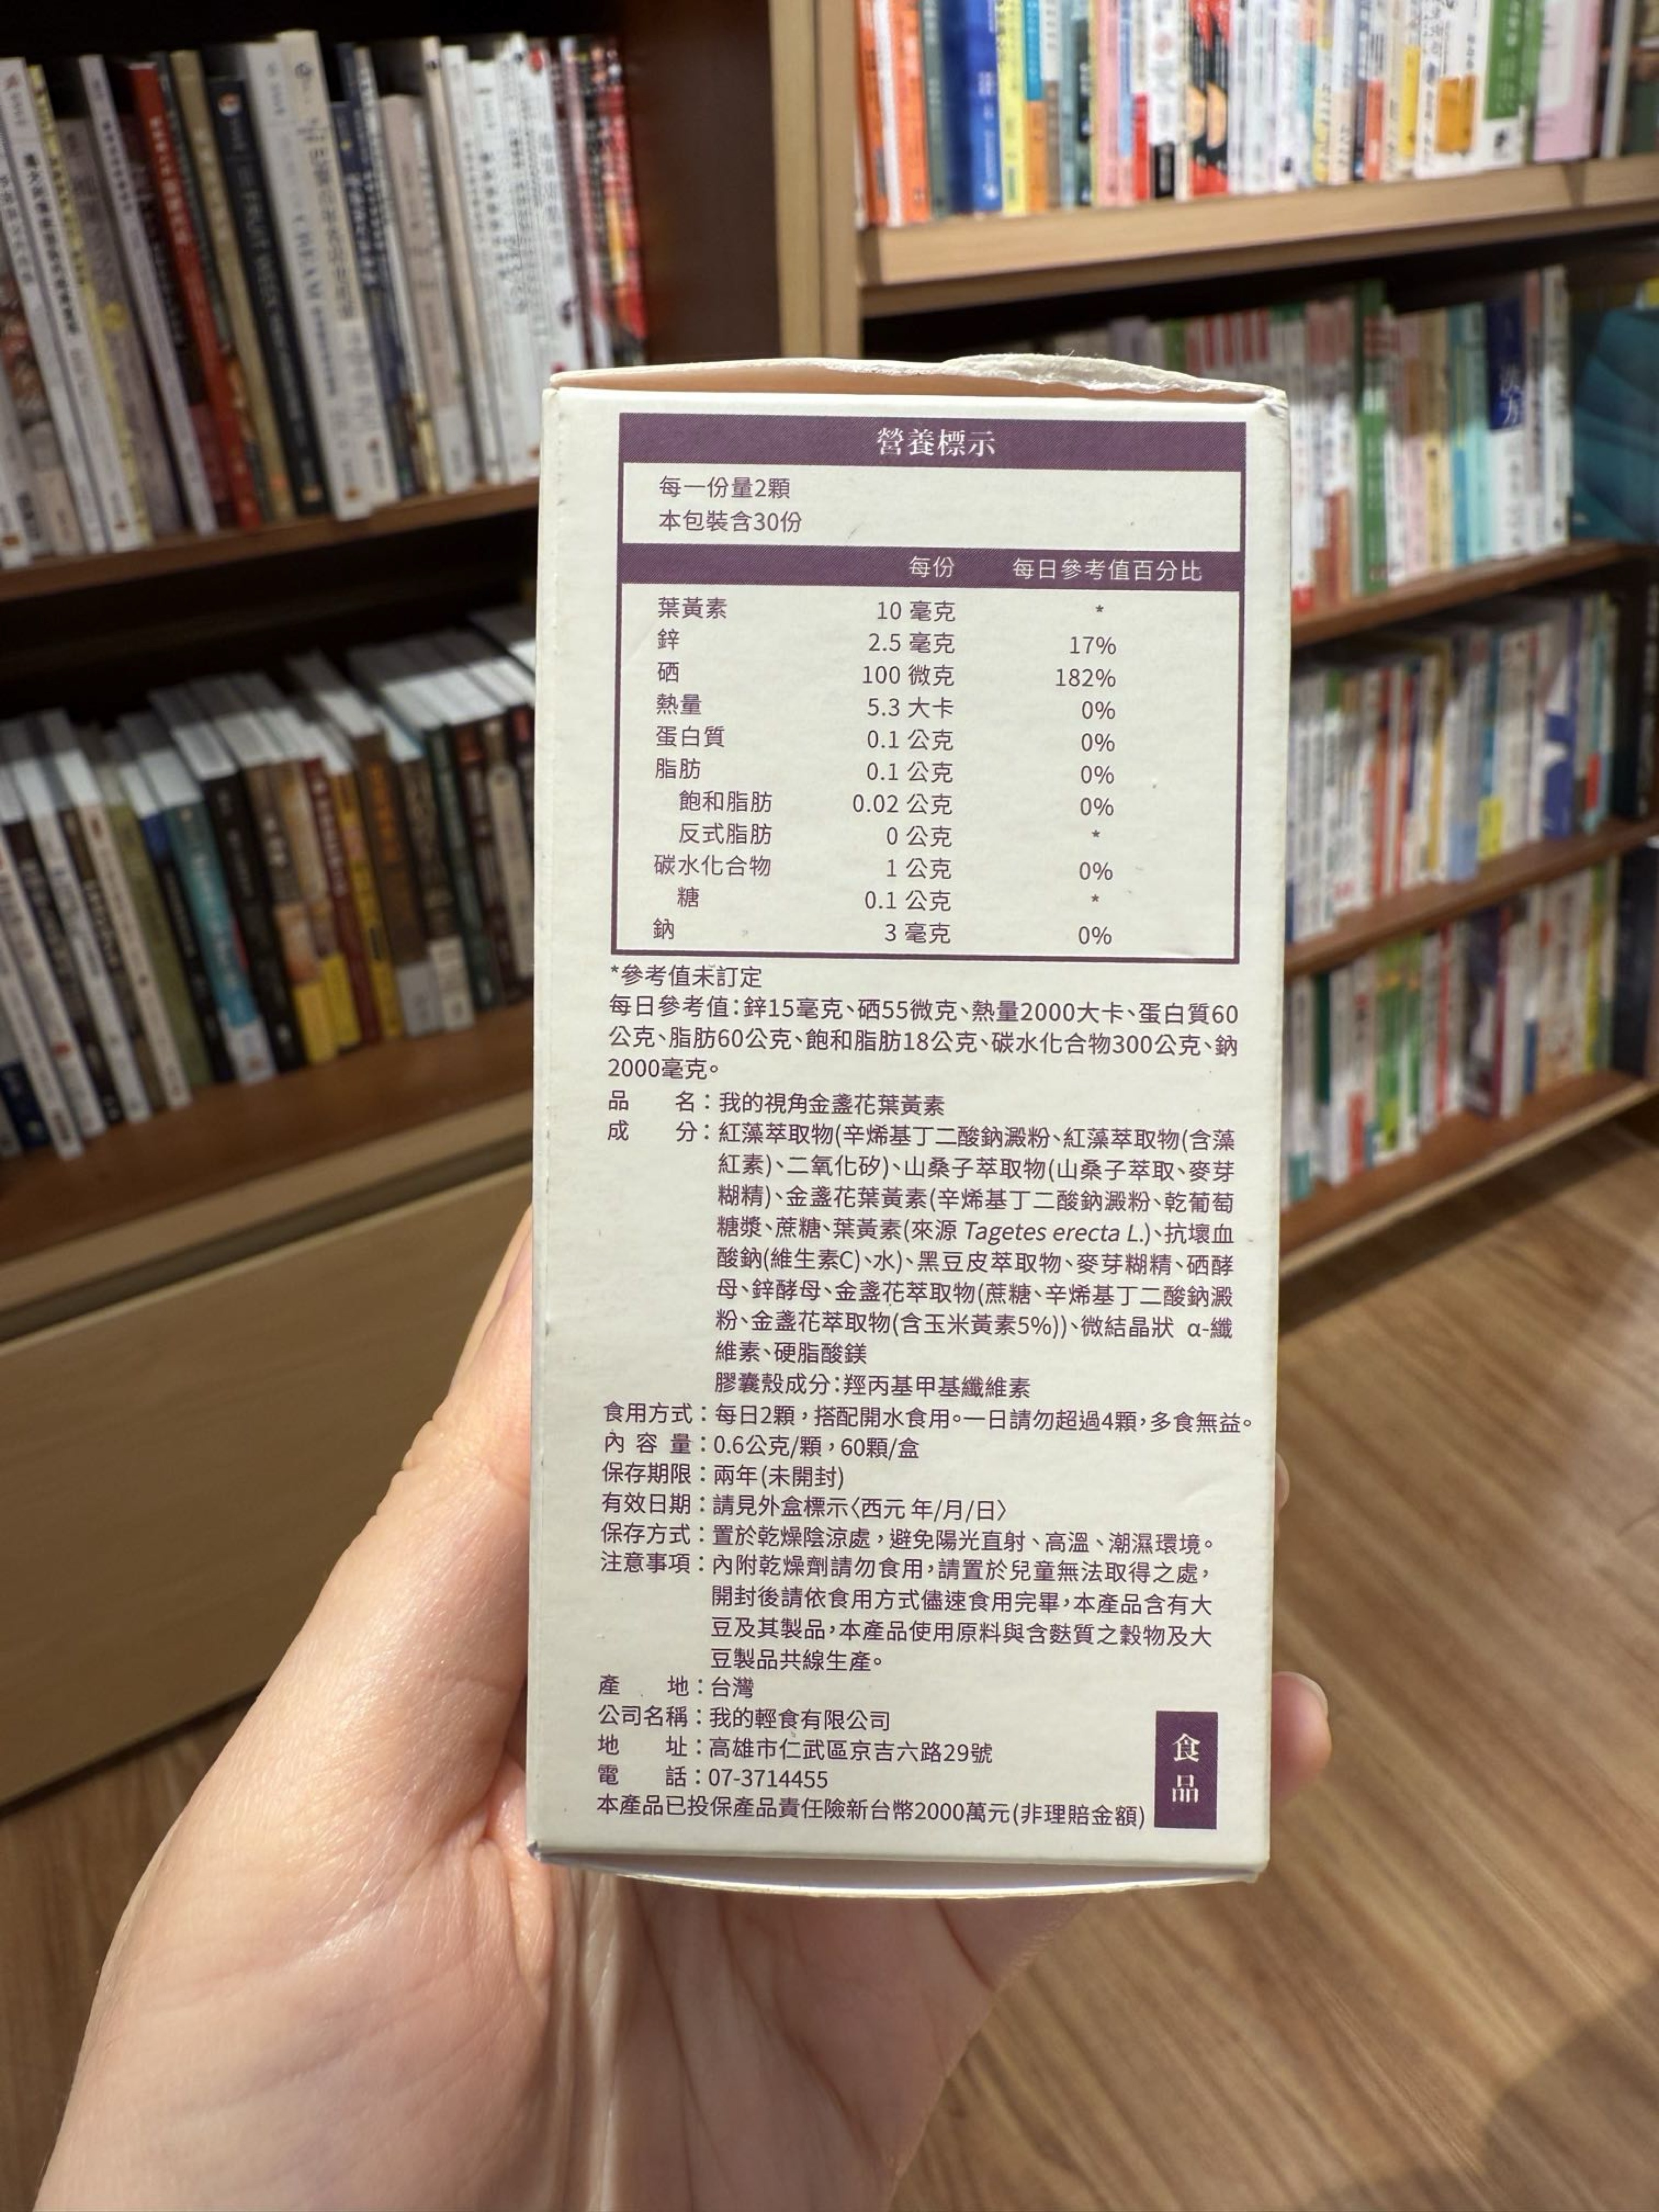 營養標示
每一份量2顆
本包裝含30份
每份 每日參考值百分比
葉黃素 10 毫克 *
鋅 2.5 毫克 17%
硒 100 微克 182%
熱量 5.3 大卡 0%
蛋白質 0.1 公克 0%
脂肪 0.1 公克 0%
飽和脂肪 0.02 公克 0%
反式脂肪 0 公克 *
碳水化合物 1 公克 0%
糖 0.1 公克 *
鈉 3 毫克 0%
*參考值未訂定
每日參考值:鋅15毫克、硒55微克、熱量2000大卡、蛋白質60
公克、脂肪60公克、飽和脂肪18公克、碳水化合物300公克、鈉
2000毫克。
品 名:我的視角金盞花葉黃素
成 分:紅藻萃取物(辛烯基丁二酸鈉澱粉、紅藻萃取物(含藻
紅素)、二氧化矽)、山桑子萃取物(山桑子萃取、麥芽
糊精)、金盞花葉黃素(辛烯基丁二酸鈉澱粉、乾葡萄
糖漿、蔗糖、葉黃素(來源 Tagetes erecta L.)、抗壞血
酸鈉(維生素C)、水)、黑豆皮萃取物、麥芽糊精、硒酵
母、鋅酵母、金盞花萃取物(蔗糖、辛烯基丁二酸鈉澱
粉、金盞花萃取物(含玉米黃素5%))、微結晶狀 α-纖
維素、硬脂酸鎂
膠囊殼成分:羥丙基甲基纖維素
食用方式:每日2顆,搭配開水食用。一日請勿超過4顆,多食無益。
內 容 量:0.6公克/顆,60顆/盒
保存期限:兩年(未開封)
有效日期:請見外盒標示〈西元 年/月/日〉
保存方式:置於乾燥陰涼處,避免陽光直射、高溫、潮濕環境。
注意事項:內附乾燥劑請勿食用,請置於兒童無法取得之處,
開封後請依食用方式儘速食用完畢,本產品含有大
豆及其製品,本產品使用原料與含麩質之穀物及大
豆製品共線生產。
產 地:台灣
公司名稱:我的輕食有限公司
地 址:高雄市仁武區京吉六路29號
電 話:07-3714455
本產品已投保產品責任險新台幣2000萬元(非理賠金額)
食品
漢方